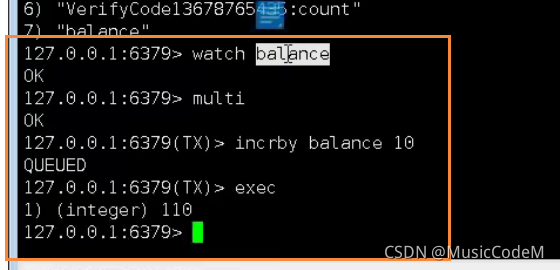 6) "VerifyCode13678765435:count"
7) "balance"
127.0.0.1:6379> watch balance
OK
127.0.0.1:6379> multi
OK
127.0.0.1:6379(TX)> incrby balance 10
QUEUED
127.0.0.1:6379(TX)> exec
1) (integer) 110
127.0.0.1:6379>
CSDN @MusicCodeM